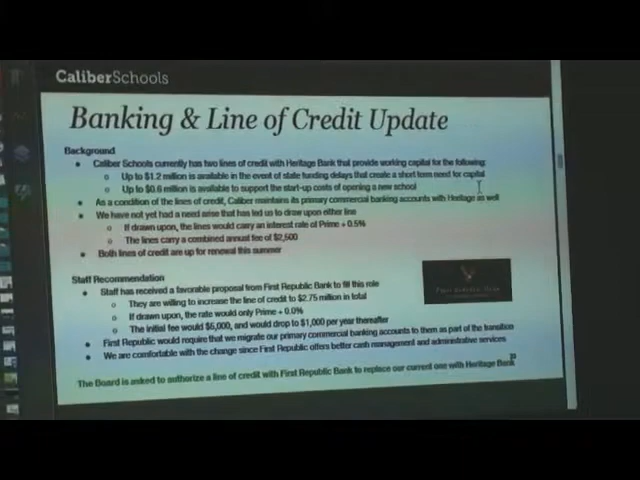 CaliberSchools
Banking & Line of Credit Update
Background
• Caliber Schools currently has two lines of credit with Heritage Bank that provide working capital for the following:
o Up to $1.2 million is available in the event of state funding delays that create a short term need for capital
o Up to $0.6 million is available to support the start-up costs of opening a new school
• As a condition of the lines of credit, Caliber maintains its primary commercial banking accounts with Heritage as well
• We have not yet had a need arise that has led us to draw upon either line
o If drawn upon, the lines would carry an interest rate of Prime + 0.5%
o The lines carry a combined annual fee of $2,500
• Both lines of credit are up for renewal this summer
Staff Recommendation
• Staff has received a favorable proposal from First Republic Bank to fill this role
o They are willing to increase the line of credit to $2.75 million in total
o If drawn upon, the rate would only Prime + 0.0%
o The initial fee would $5,000, and would drop to $1,000 per year thereafter
• First Republic would require that we migrate our primary commercial banking accounts to them as part of the transition
• We are comfortable with the change since First Republic offers better cash management and administrative services
The Board is asked to authorize a line of credit with First Republic Bank to replace our current one with Heritage Bank